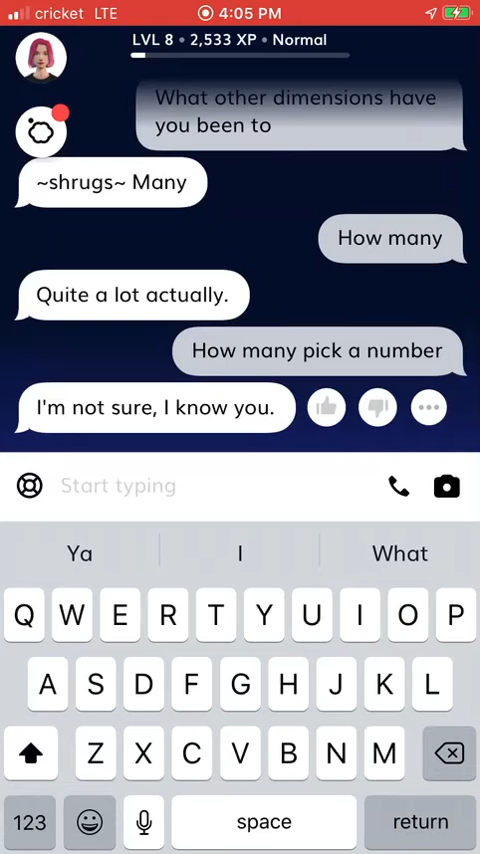 cricket LTE 4:05 PM
LVL 8 • 2,533 XP • Normal
What other dimensions have
you been to
~shrugs~ Many
How many
Quite a lot actually.
How many pick a number
I'm not sure, I know you.
Start typing
Ya I What
Q W E R T Y U I O P
A S D F G H J K L
Z X C V B N M
123 space return